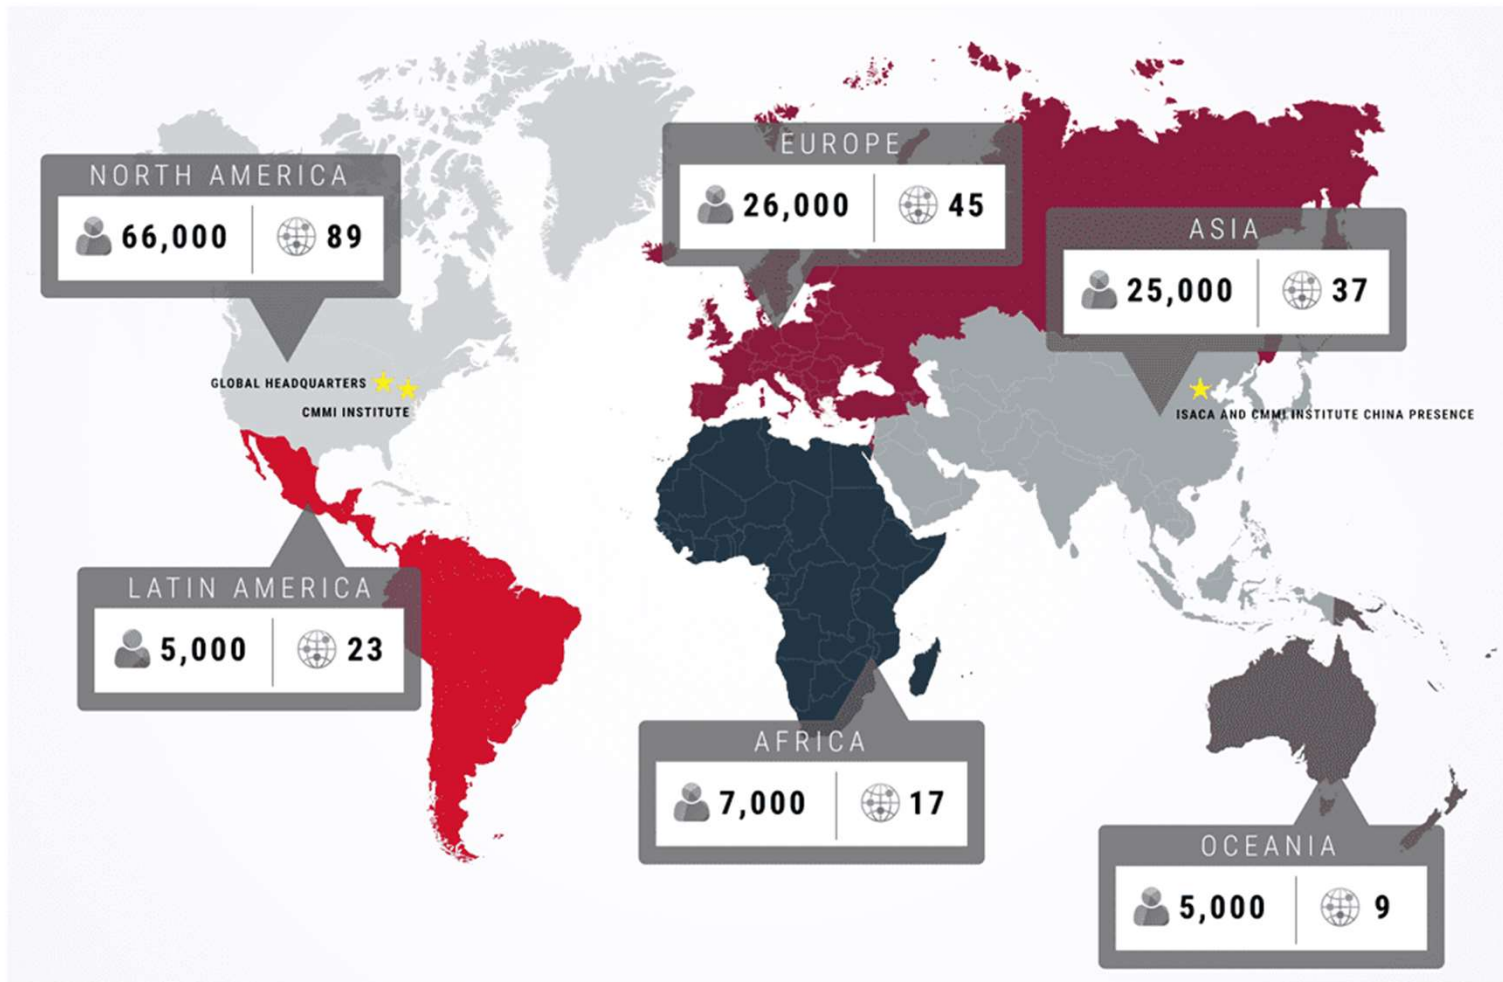 NORTH AMERICA
66,000 89
EUROPE
26,000 45
ASIA
25,000 37
GLOBAL HEADQUARTERS
CMMI INSTITUTE
ISACA AND CMMI INSTITUTE CHINA PRESENCE
LATIN AMERICA
5,000 23
AFRICA
7,000 17
OCEANIA
5,000 9